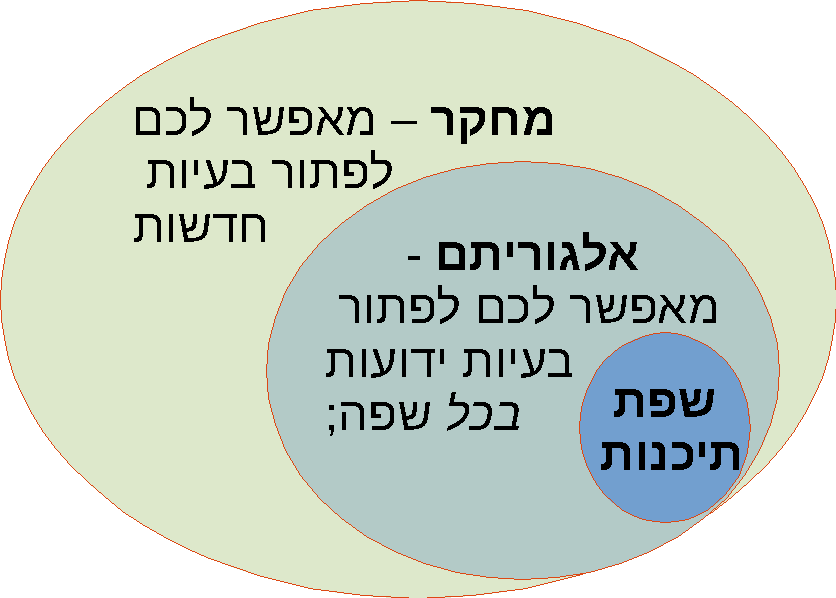 מחקר – מאפשר לכם
לפתור בעיות
חדשות
אלגוריתם -
מאפשר לכם לפתור
בעיות ידועות
בכל שפה;
שפת
תיכנות